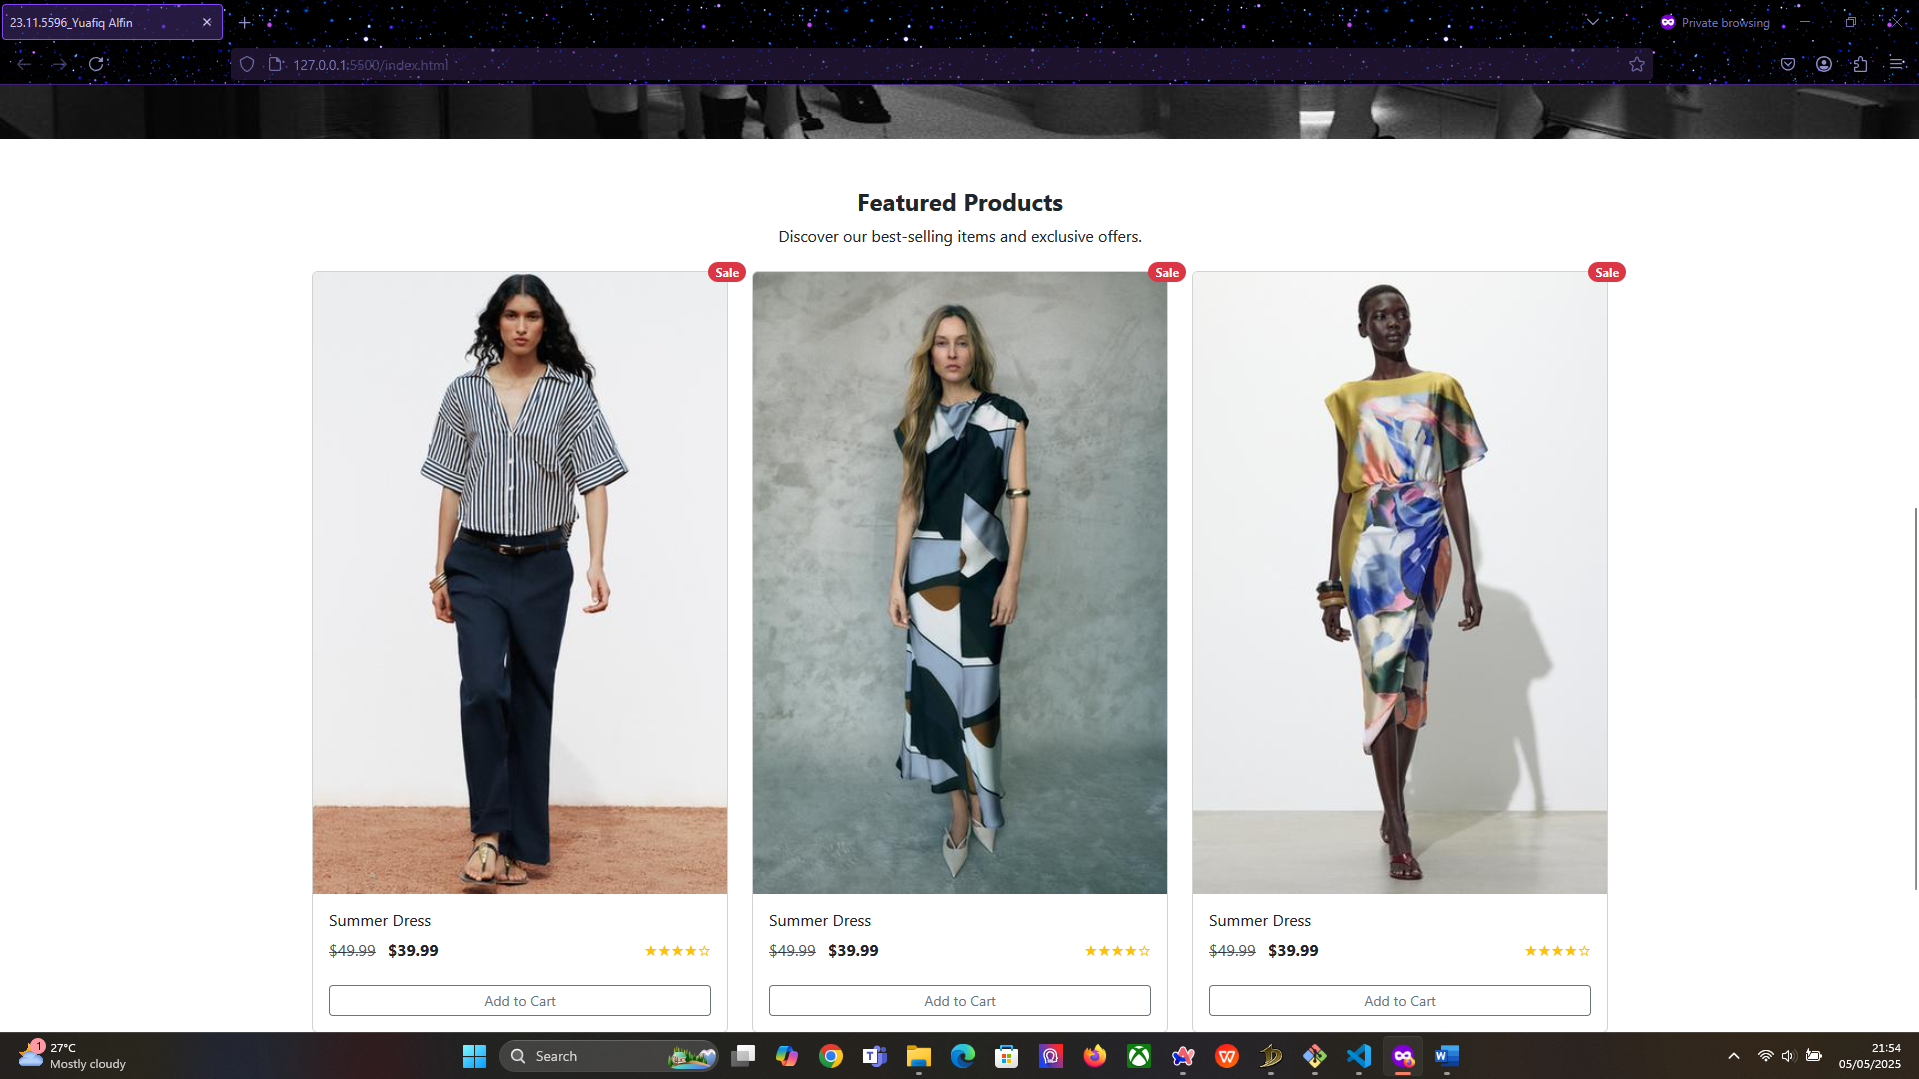 23.11.5596_Yuafiq Alfin
Private browsing
127.0.0.1:5500/index.html
Featured Products
Discover our best-selling items and exclusive offers.
Sale
Sale
Sale
Summer Dress
$49.99 $39.99 ★★★★☆
Add to Cart
Summer Dress
$49.99 $39.99 ★★★★☆
Add to Cart
Summer Dress
$49.99 $39.99 ★★★★☆
Add to Cart
1
27°C
Mostly cloudy
Search
21:54
05/05/2025